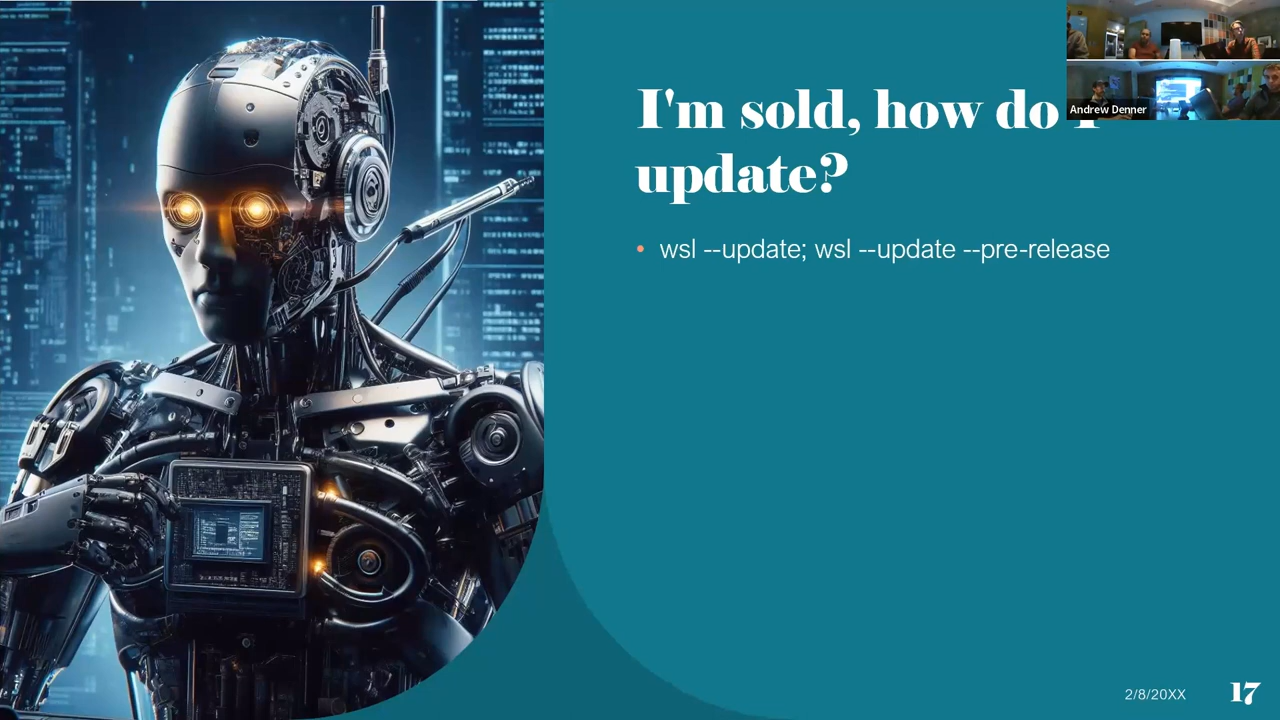 I'm sold, how do I
update?
• wsl --update; wsl --update --pre-release
Andrew Denner
2/8/20XX
17